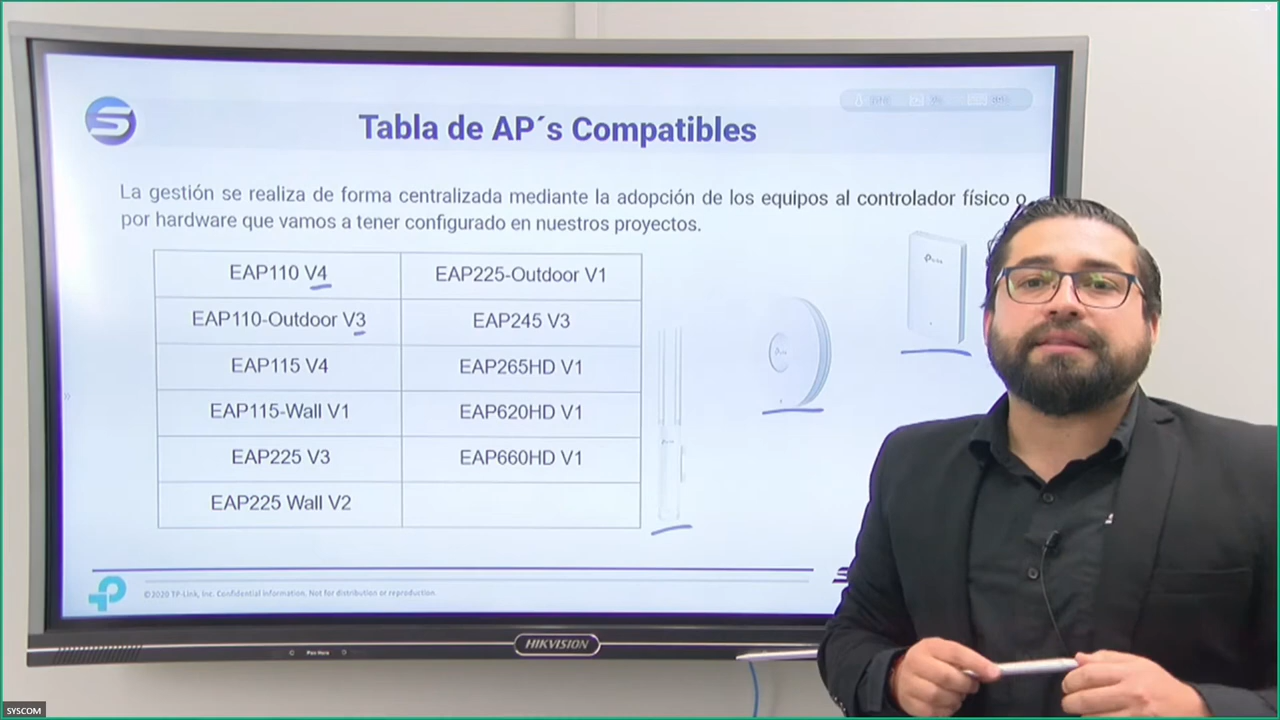 Tabla de AP´s Compatibles
La gestión se realiza de forma centralizada mediante la adopción de los equipos al controlador físico o
por hardware que vamos a tener configurado en nuestros proyectos.
EAP110 V4
EAP225-Outdoor V1
EAP110-Outdoor V3
EAP245 V3
EAP115 V4
EAP265HD V1
EAP115-Wall V1
EAP620HD V1
EAP225 V3
EAP660HD V1
EAP225 Wall V2
©2020 TP-Link, Inc. Confidential information. Not for distribution or reproduction.
HIKVISION
SYSCOM